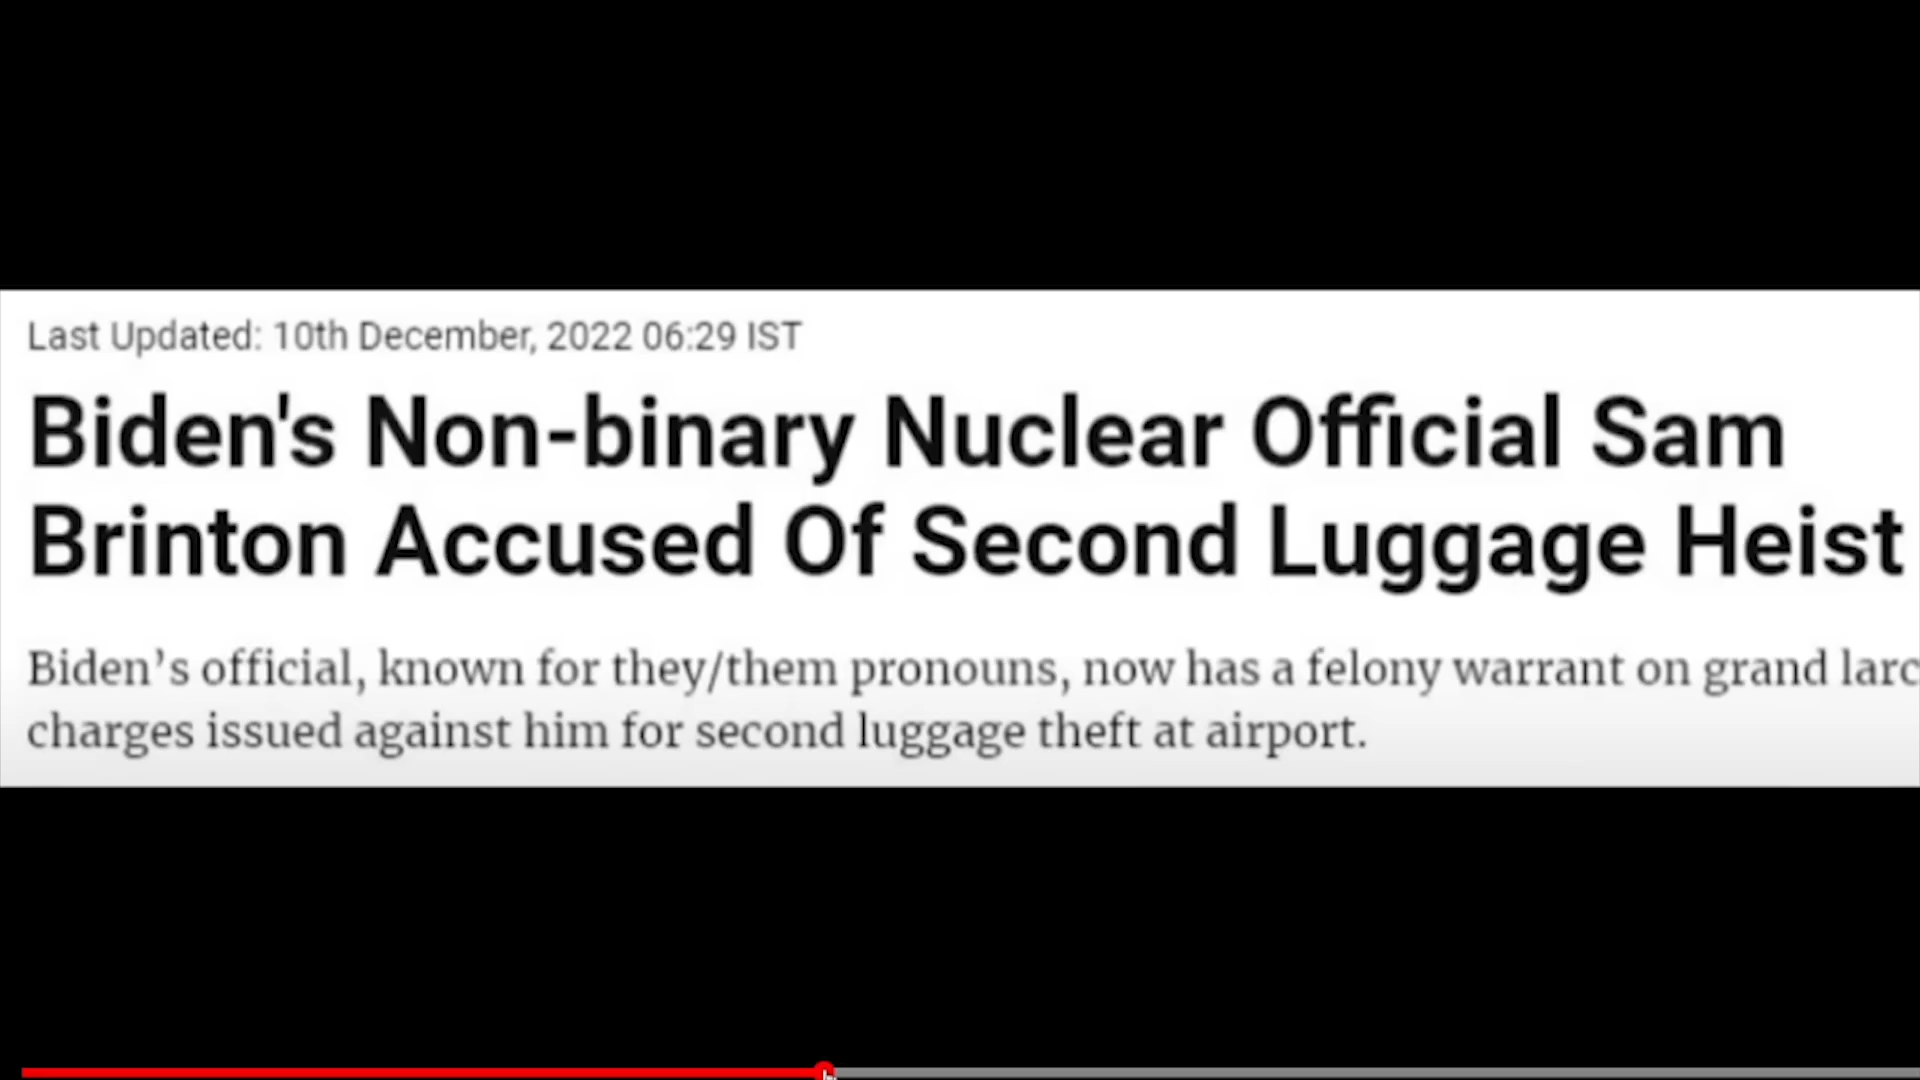 Last Updated: 10th December, 2022 06:29 IST
Biden's Non-binary Nuclear Official Sam
Brinton Accused Of Second Luggage Heist
Biden’s official, known for they/them pronouns, now has a felony warrant on grand larc
charges issued against him for second luggage theft at airport.